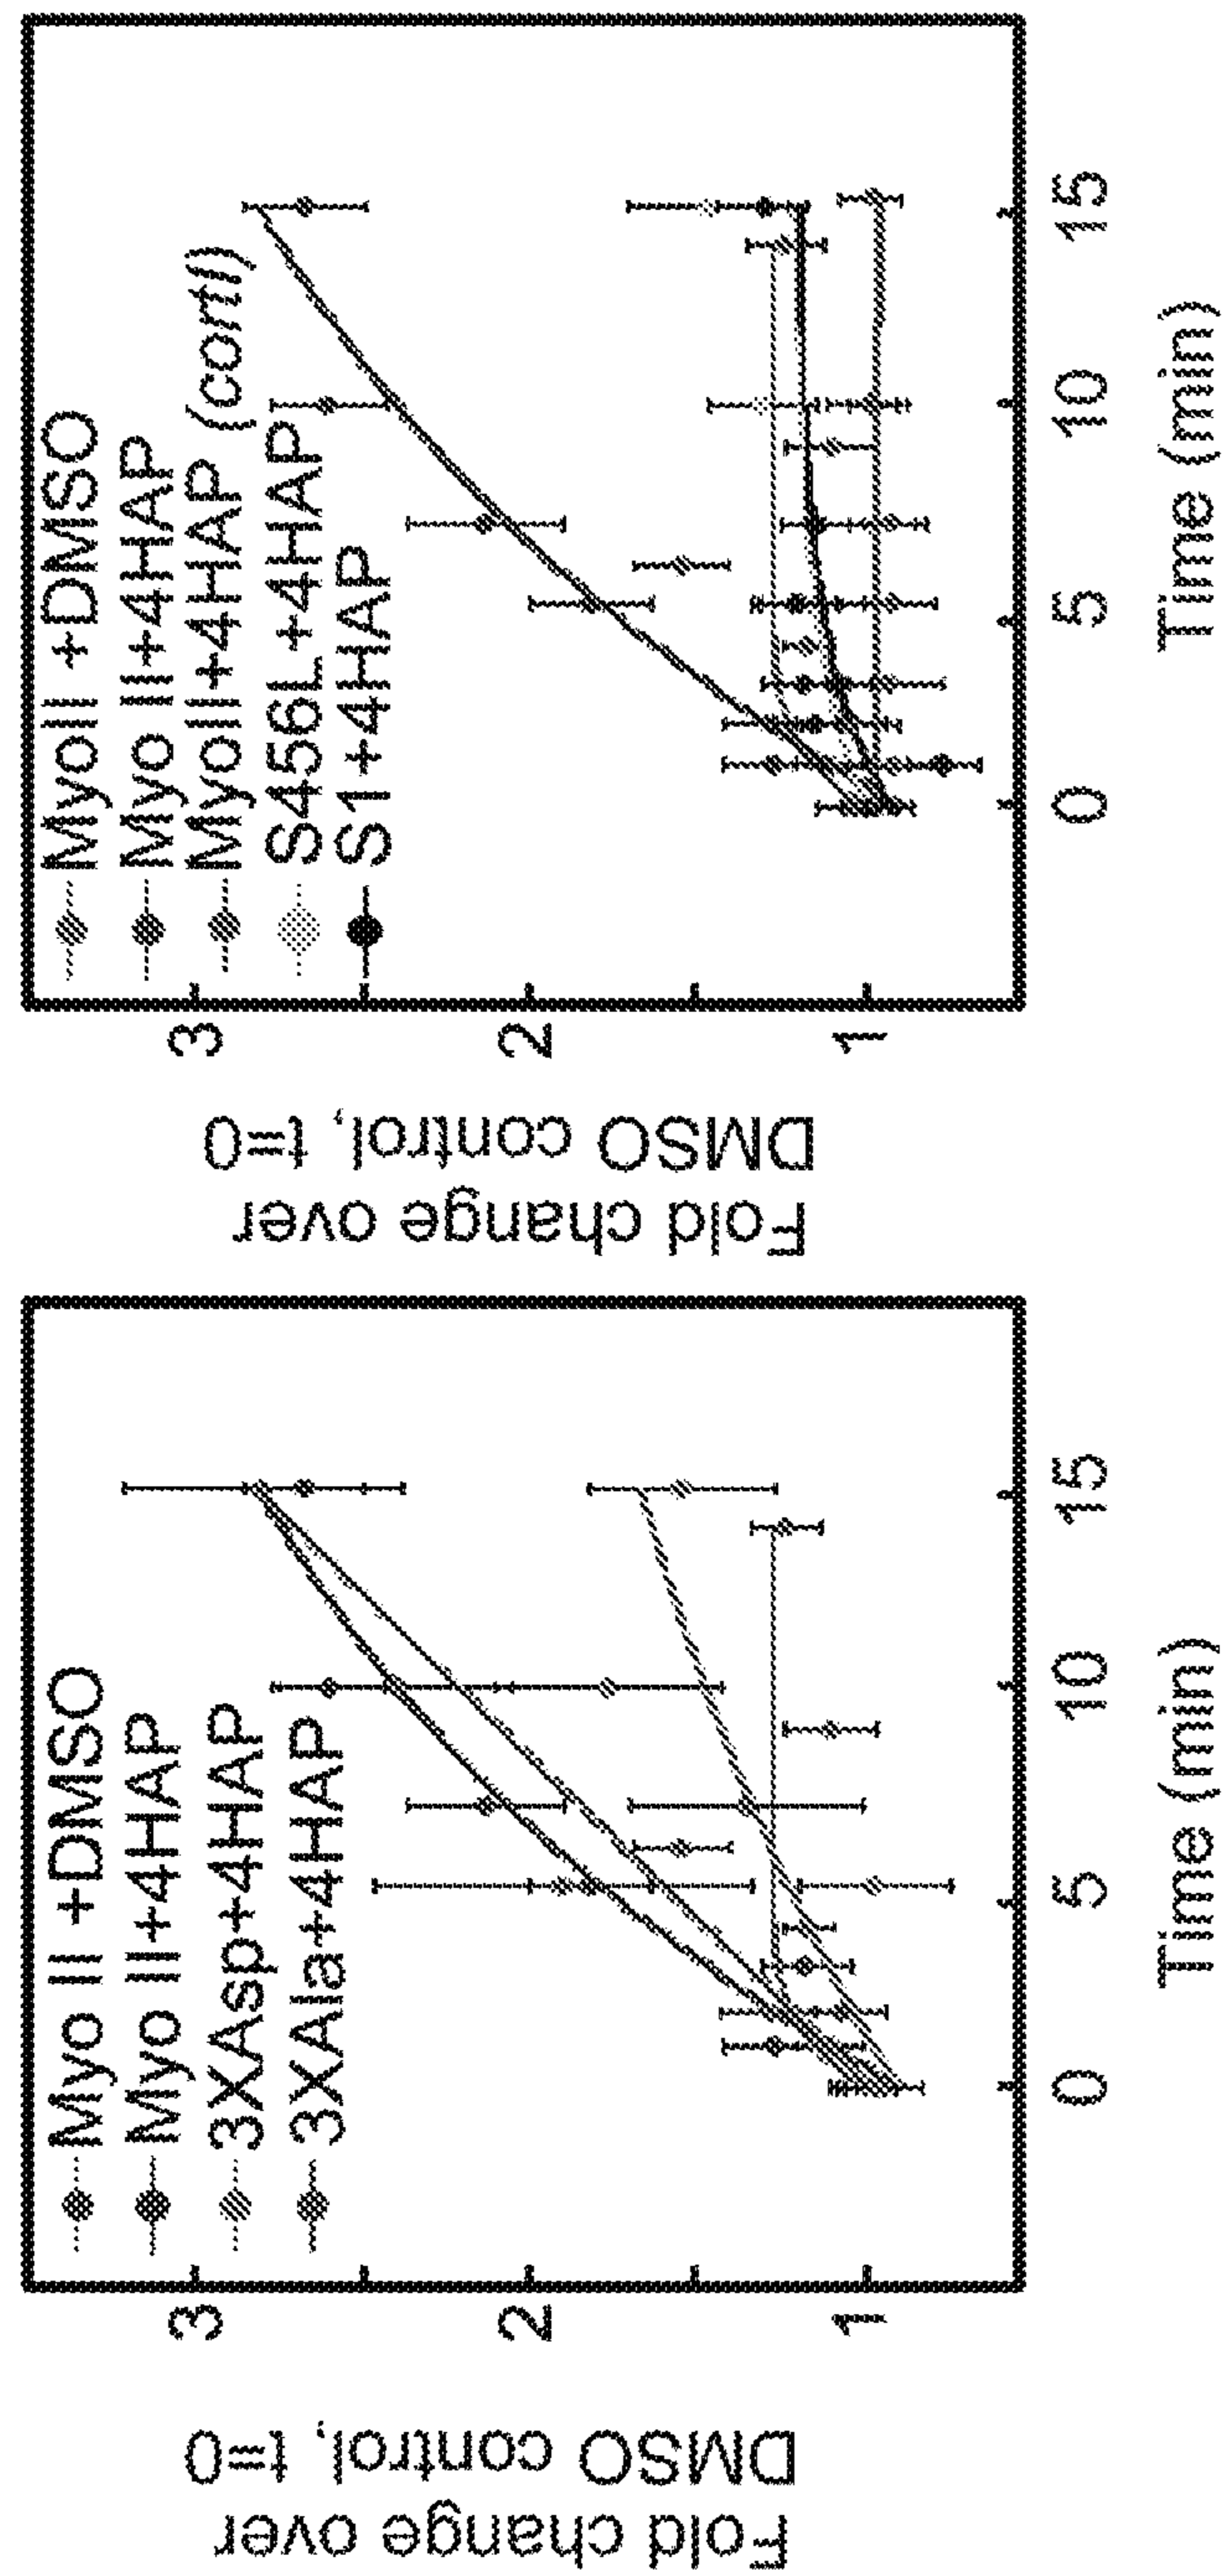 Fold change over
DMSO control, t=0
3
2
1
Myo II +DMSO
Myo II+4HAP
3XAsp+4HAP
3XAla+4HAP
0
5
10
15
Time (min)
Fold change over
DMSO control, t=0
3
2
1
MyoII +DMSO
Myo II+4HAP
MyoII+4HAP (cortI)
S456L+4HAP
S1+4HAP
0
5
10
15
Time (min)